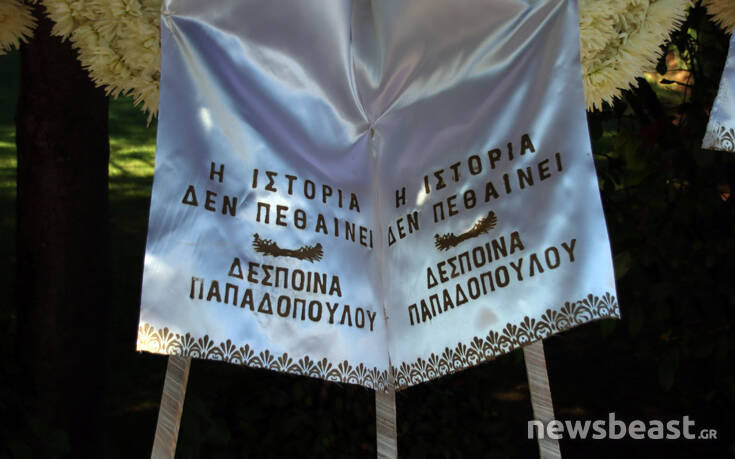 Η ΙΣΤΟΡΙΑ
ΔΕΝ ΠΕΘΑΙΝΕΙ
ΔΕΣΠΟΙΝΑ
ΠΑΠΑΔΟΠΟΥΛΟΥ
Η ΙΣΤΟΡΙΑ
ΔΕΝ ΠΕΘΑΙΝΕΙ
ΔΕΣΠΟΙΝΑ
ΠΑΠΑΔΟΠΟΥΛΟΥ
newsbeast.GR